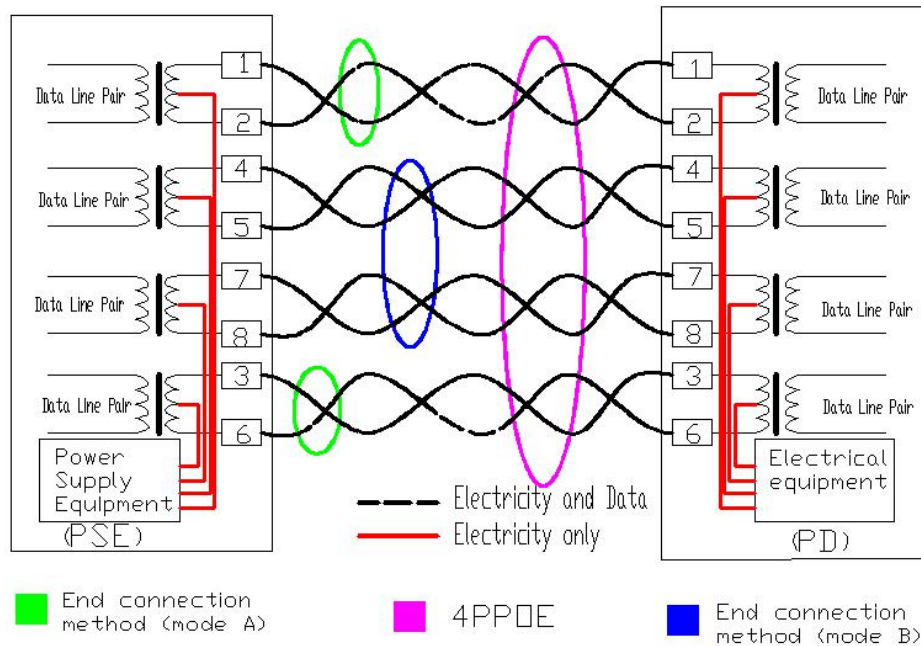 1
1
Data Line Pair
Data Line Pair
2
2
4
4
Data Line Pair
Data Line Pair
5
5
7
7
Data Line Pair
Data Line Pair
8
8
3
3
Data Line Pair
Data Line Pair
6
6
Power
Supply
Equlpment
(PSE)
Electrical
equipment
(PD)
Electricity and Data
Electricity only
End connection
method (mode A)
4PPOE
End connection
method (mode B)